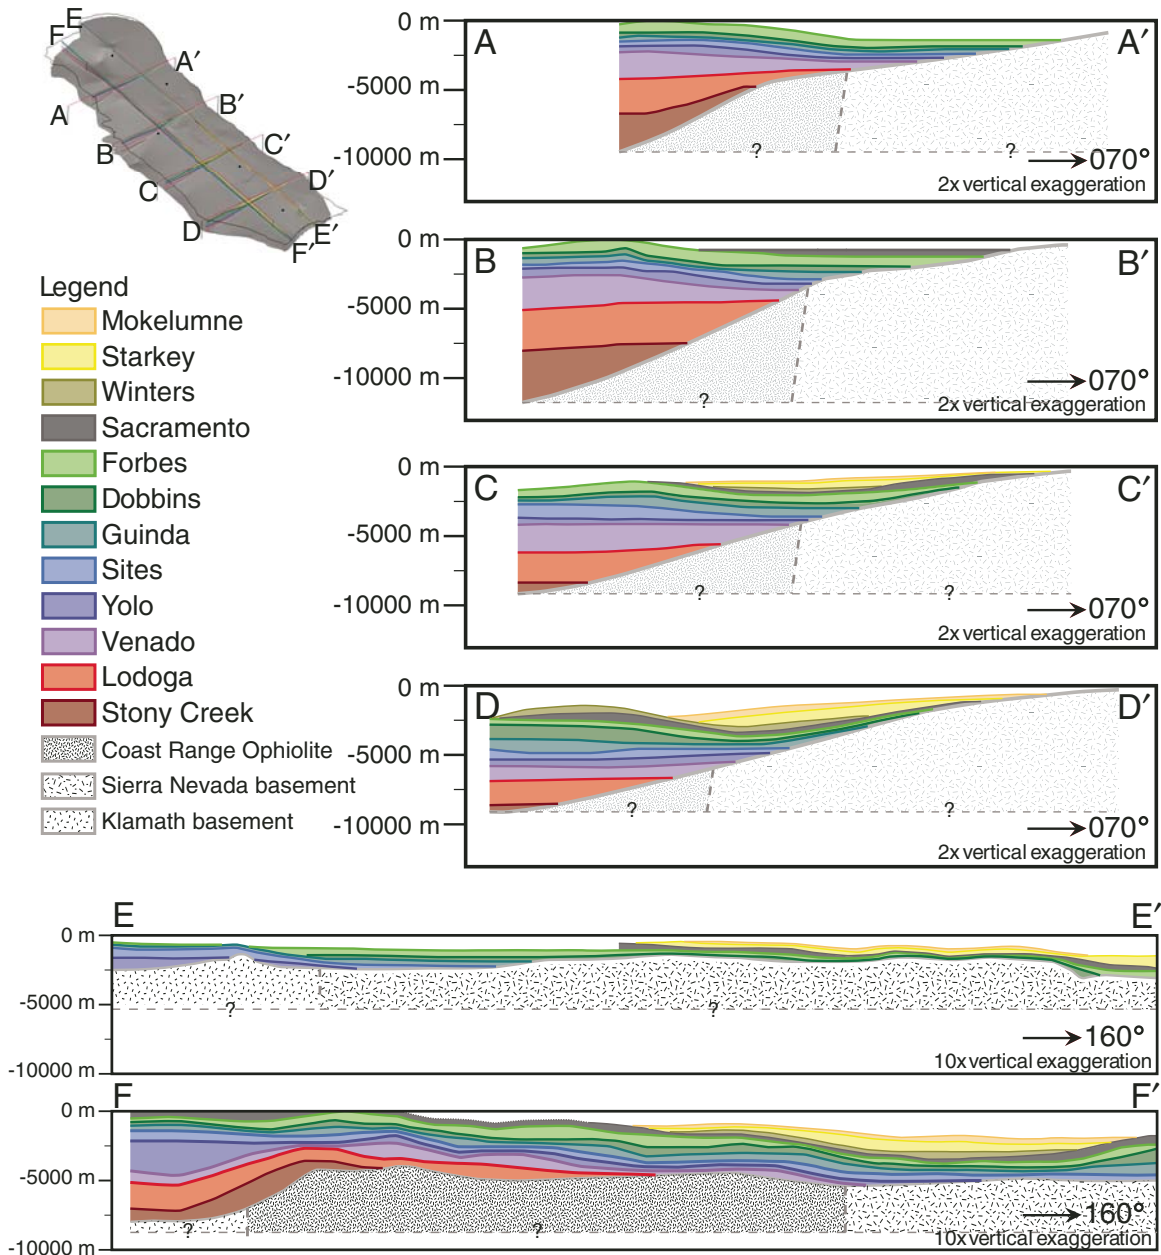 E
F
A′
B′
A
C′
B
D′
C
D
E′
F′
Legend
Mokelumne
Starkey
Winters
Sacramento
Forbes
Dobbins
Guinda
Sites
Yolo
Venado
Lodoga
Stony Creek
Coast Range Ophiolite
Sierra Nevada basement
Klamath basement
0 m
A
A′
-5000 m
? ?
-10000 m
070°
2x vertical exaggeration
0 m
B
B′
-5000 m
-10000 m
070°
?
2x vertical exaggeration
0 m
C
C′
-5000 m
? ?
-10000 m
070°
2x vertical exaggeration
0 m
D
D′
-5000 m
? ?
-10000 m
070°
2x vertical exaggeration
E
E′
0 m
-5000 m
? ?
160°
10x vertical exaggeration
-10000 m
F
F′
0 m
-5000 m
160°
? ?
10x vertical exaggeration
-10000 m